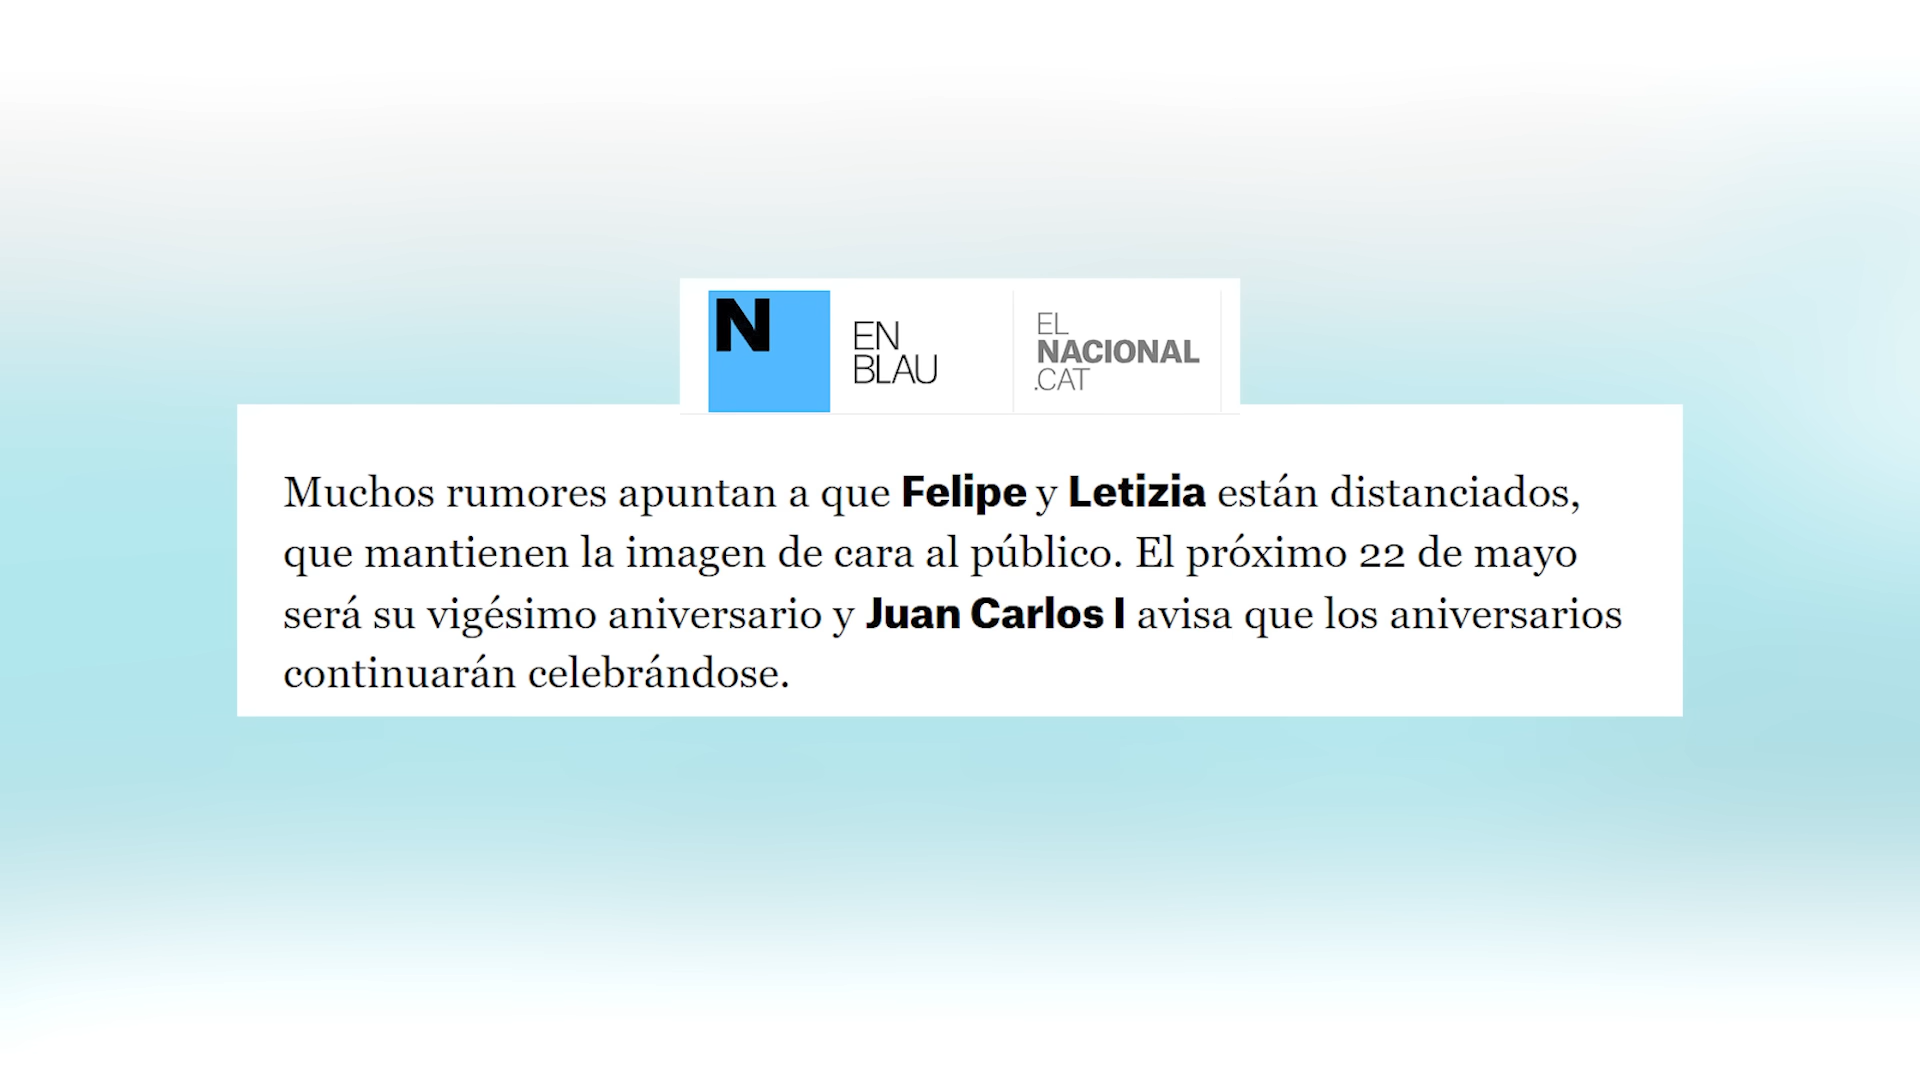 N
EN
BLAU
EL
NACIONAL
.CAT
Muchos rumores apuntan a que Felipe y Letizia están distanciados,
que mantienen la imagen de cara al público. El próximo 22 de mayo
será su vigésimo aniversario y Juan Carlos I avisa que los aniversarios
continuarán celebrándose.